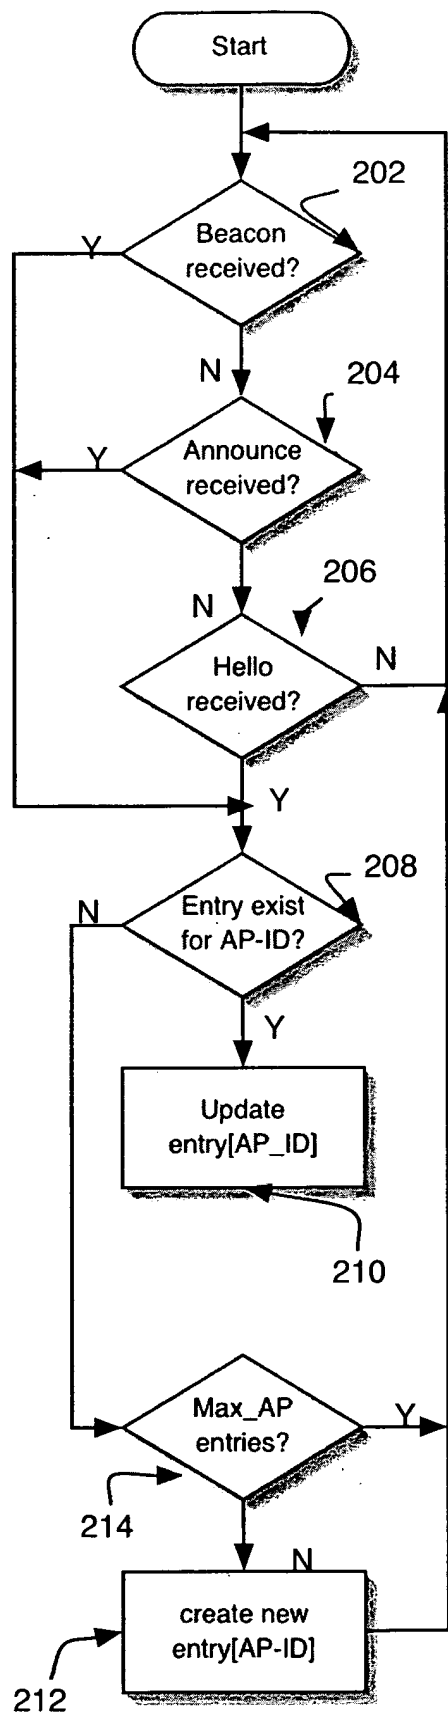 Start
202
Y
Beacon
received?
N
204
Y
Announce
received?
206
N
Hello
received?
N
Y
208
N
Entry exist
for AP-ID?
Y
Update
entry[AP_ID]
210
Max_AP
entries?
Y
214
N
create new
entry[AP-ID]
212